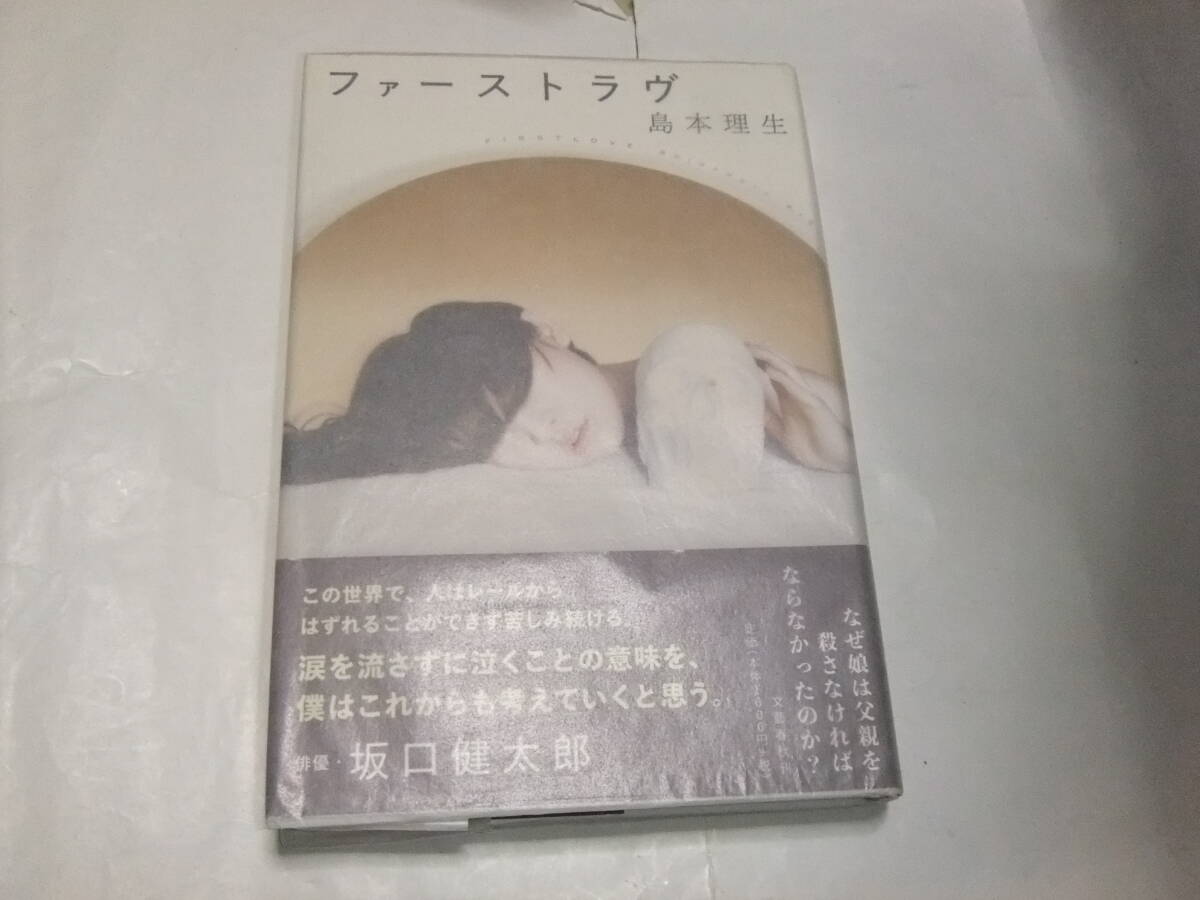 ファーストラヴ
島本理生
FIRST LOVE
この世界で、人はレールから
はずれることができず苦しみ続ける。
涙を流さずに泣くことの意味を、
僕はこれからも考えていくと思う。
俳優・坂口健太郎
なぜ娘は父親を
殺さなければ
ならなかったのか?
文藝春秋